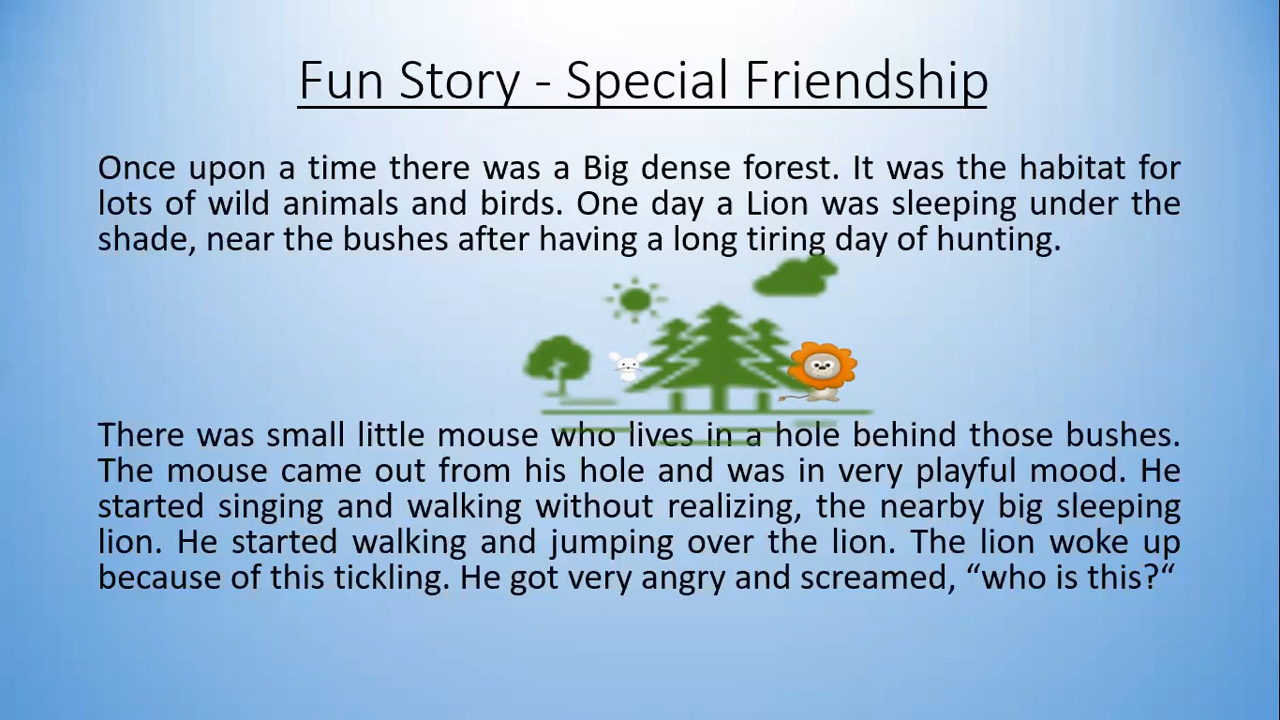 Fun Story - Special Friendship
Once upon a time there was a Big dense forest. It was the habitat for
lots of wild animals and birds. One day a Lion was sleeping under the
shade, near the bushes after having a long tiring day of hunting.
There was small little mouse who lives in a hole behind those bushes.
The mouse came out from his hole and was in very playful mood. He
started singing and walking without realizing, the nearby big sleeping
lion. He started walking and jumping over the lion. The lion woke up
because of this tickling. He got very angry and screamed, “who is this?“